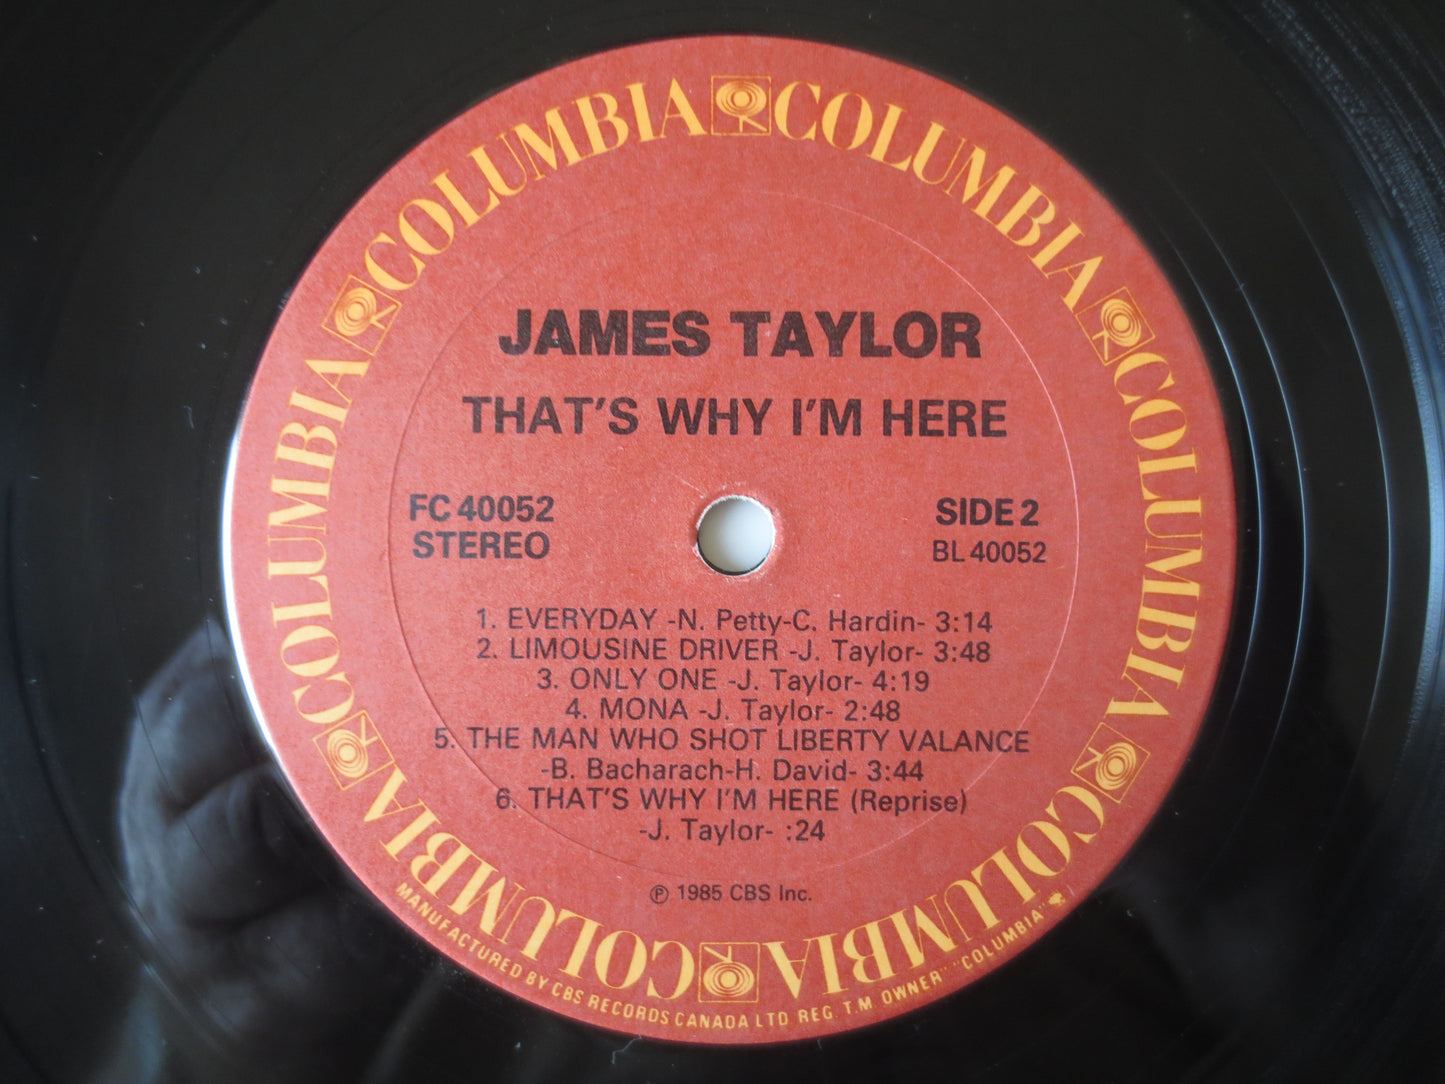 COLUMBIA COLUMBIA COLUMBIA COLUMBIA COLUMBIA COLUMBIA COLUMBIA COLUMBIA
JAMES TAYLOR
THAT'S WHY I'M HERE
FC 40052 SIDE 2
STEREO BL 40052
1. EVERYDAY -N. Petty-C. Hardin- 3:14
2. LIMOUSINE DRIVER -J. Taylor- 3:48
3. ONLY ONE -J. Taylor- 4:19
4. MONA -J. Taylor- 2:48
5. THE MAN WHO SHOT LIBERTY VALANCE
-B. Bacharach-H. David- 3:44
6. THAT'S WHY I'M HERE (Reprise)
-J. Taylor- :24
℗ 1985 CBS Inc.
MANUFACTURED BY CBS RECORDS CANADA LTD REG. T.M. OWNER" "COLUMBIA"